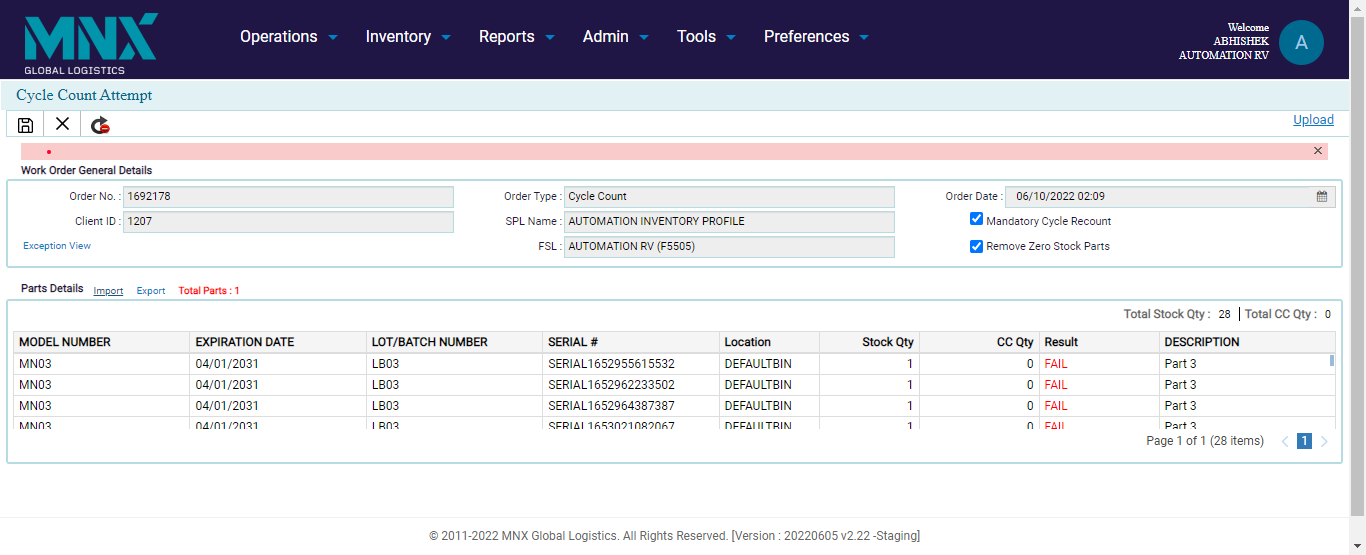 MNX
GLOBAL LOGISTICS
Operations Inventory Reports Admin Tools Preferences
Welcome
ABHISHEK
AUTOMATION RV
A
Cycle Count Attempt
Upload
Work Order General Details
Order No. : 1692178 Order Type : Cycle Count Order Date : 06/10/2022 02:09
Client ID : 1207 SPL Name : AUTOMATION INVENTORY PROFILE Mandatory Cycle Recount
Exception View FSL : AUTOMATION RV (F5505) Remove Zero Stock Parts
Parts Details Import Export Total Parts : 1
Total Stock Qty : 28 Total CC Qty : 0
MODEL NUMBER EXPIRATION DATE LOT/BATCH NUMBER SERIAL # Location Stock Qty CC Qty Result DESCRIPTION
MN03 04/01/2031 LB03 SERIAL1652955615532 DEFAULTBIN 1 0 FAIL Part 3
MN03 04/01/2031 LB03 SERIAL1652962233502 DEFAULTBIN 1 0 FAIL Part 3
MN03 04/01/2031 LB03 SERIAL1652964387387 DEFAULTBIN 1 0 FAIL Part 3
MN03 04/01/2031 LB03 SERIAL1653021082067 DEFAULTBIN 1 0 FAIL Part 3
Page 1 of 1 (28 items) 1
© 2011-2022 MNX Global Logistics. All Rights Reserved. [Version : 20220605 v2.22 -Staging]